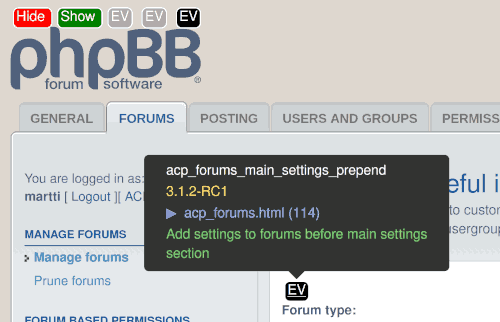 Hide Show EV EV EV
phpBB®
forum software
GENERAL FORUMS POSTING USERS AND GROUPS PERMISS
You are logged in as:
martti [ Logout ][ AC
acp_forums_main_settings_prepend
3.1.2-RC1
▶ acp_forums.html (114)
Add settings to forums before main settings
section
eful i
to custor
usergroup
MANAGE FORUMS
Manage forums
Prune forums
EV
Forum type:
FORUM BASED PERMISSIONS